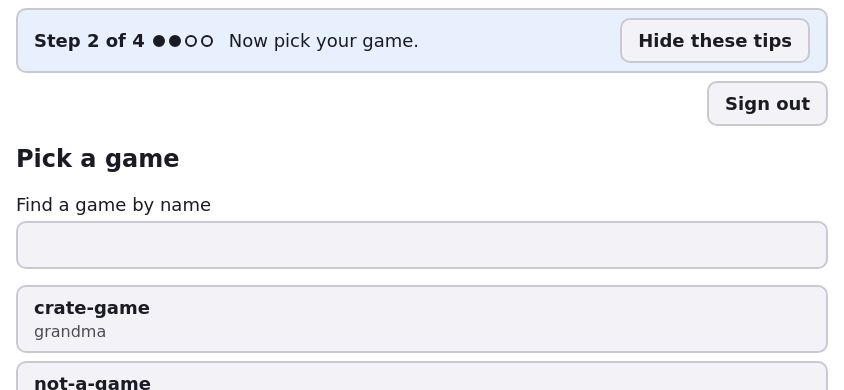 Step 2 of 4 Now pick your game. Hide these tips
Sign out
Pick a game
Find a game by name
crate-game
grandma
not-a-game